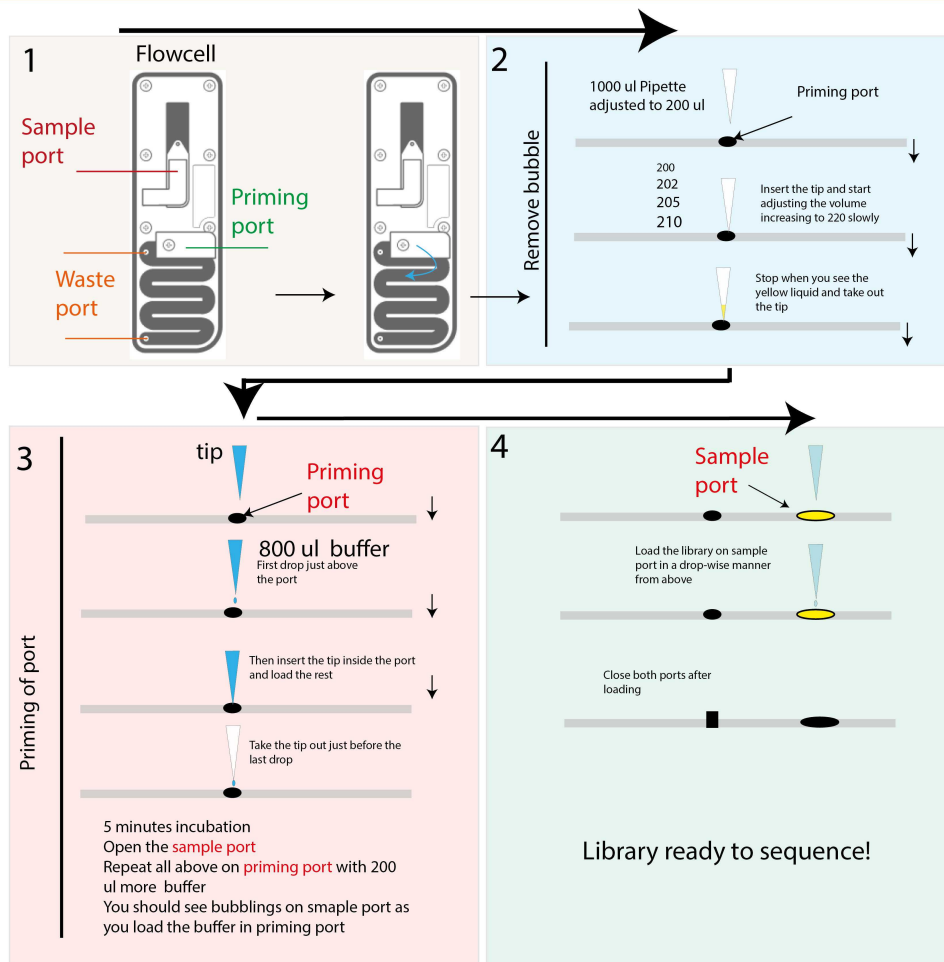 1
Flowcell
Sample
port
Priming
port
Waste
port
2
Remove bubble
1000 ul Pipette
adjusted to 200 ul
Priming port
200
202
205
210
Insert the tip and start
adjusting the volume
increasing to 220 slowly
Stop when you see the
yellow liquid and take out
the tip
3
Priming of port
tip
Priming
port
800 ul buffer
First drop just above
the port
Then insert the tip inside the port
and load the rest
Take the tip out just before the
last drop
5 minutes incubation
Open the sample port
Repeat all above on priming port with 200
ul more buffer
You should see bubblings on smaple port as
you load the buffer in priming port
4
Sample
port
Load the library on sample
port in a drop-wise manner
from above
Close both ports after
loading
Library ready to sequence!